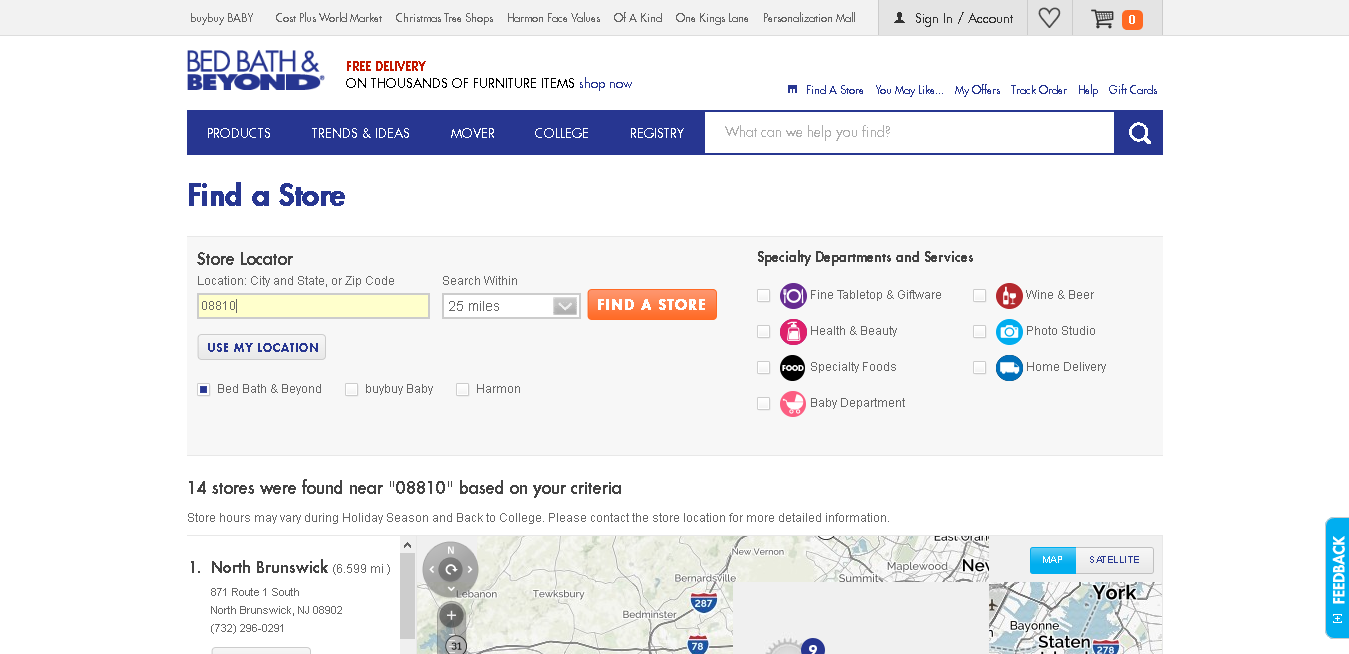 buybuy BABY Cost Plus World Market Christmas Tree Shops Harmon Face Values Of A Kind One Kings Lane Personalization Mall Sign In / Account 0
BED BATH &
BEYOND
FREE DELIVERY
ON THOUSANDS OF FURNITURE ITEMS shop now
Find A Store You May Like... My Offers Track Order Help Gift Cards
PRODUCTS TRENDS & IDEAS MOVER COLLEGE REGISTRY What can we help you find?
Find a Store
Store Locator
Location: City and State, or Zip Code Search Within
08810 25 miles FIND A STORE
USE MY LOCATION
Bed Bath & Beyond buybuy Baby Harmon
Specialty Departments and Services
Fine Tabletop & Giftware Wine & Beer
Health & Beauty Photo Studio
FOOD Specialty Foods Home Delivery
Baby Department
14 stores were found near "08810" based on your criteria
Store hours may vary during Holiday Season and Back to College. Please contact the store location for more detailed information.
1. North Brunswick (6.599 mi )
871 Route 1 South
North Brunswick, NJ 08902
(732) 296-0291
N
New Vernon
Maplewood
Bernardsville
Summit
Lebanon
Tewksbury
287
Bedminster
31
78
9
MAP SATELLITE
York
Bayonne
Staten
278
FEEDBACK
[+]